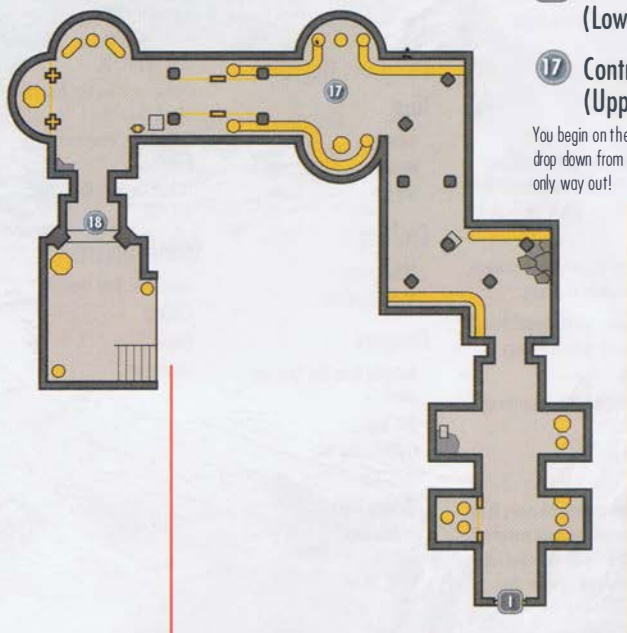 (Low
17 Contr
(Upp
You begin on the
drop down from
only way out!
17
18
1